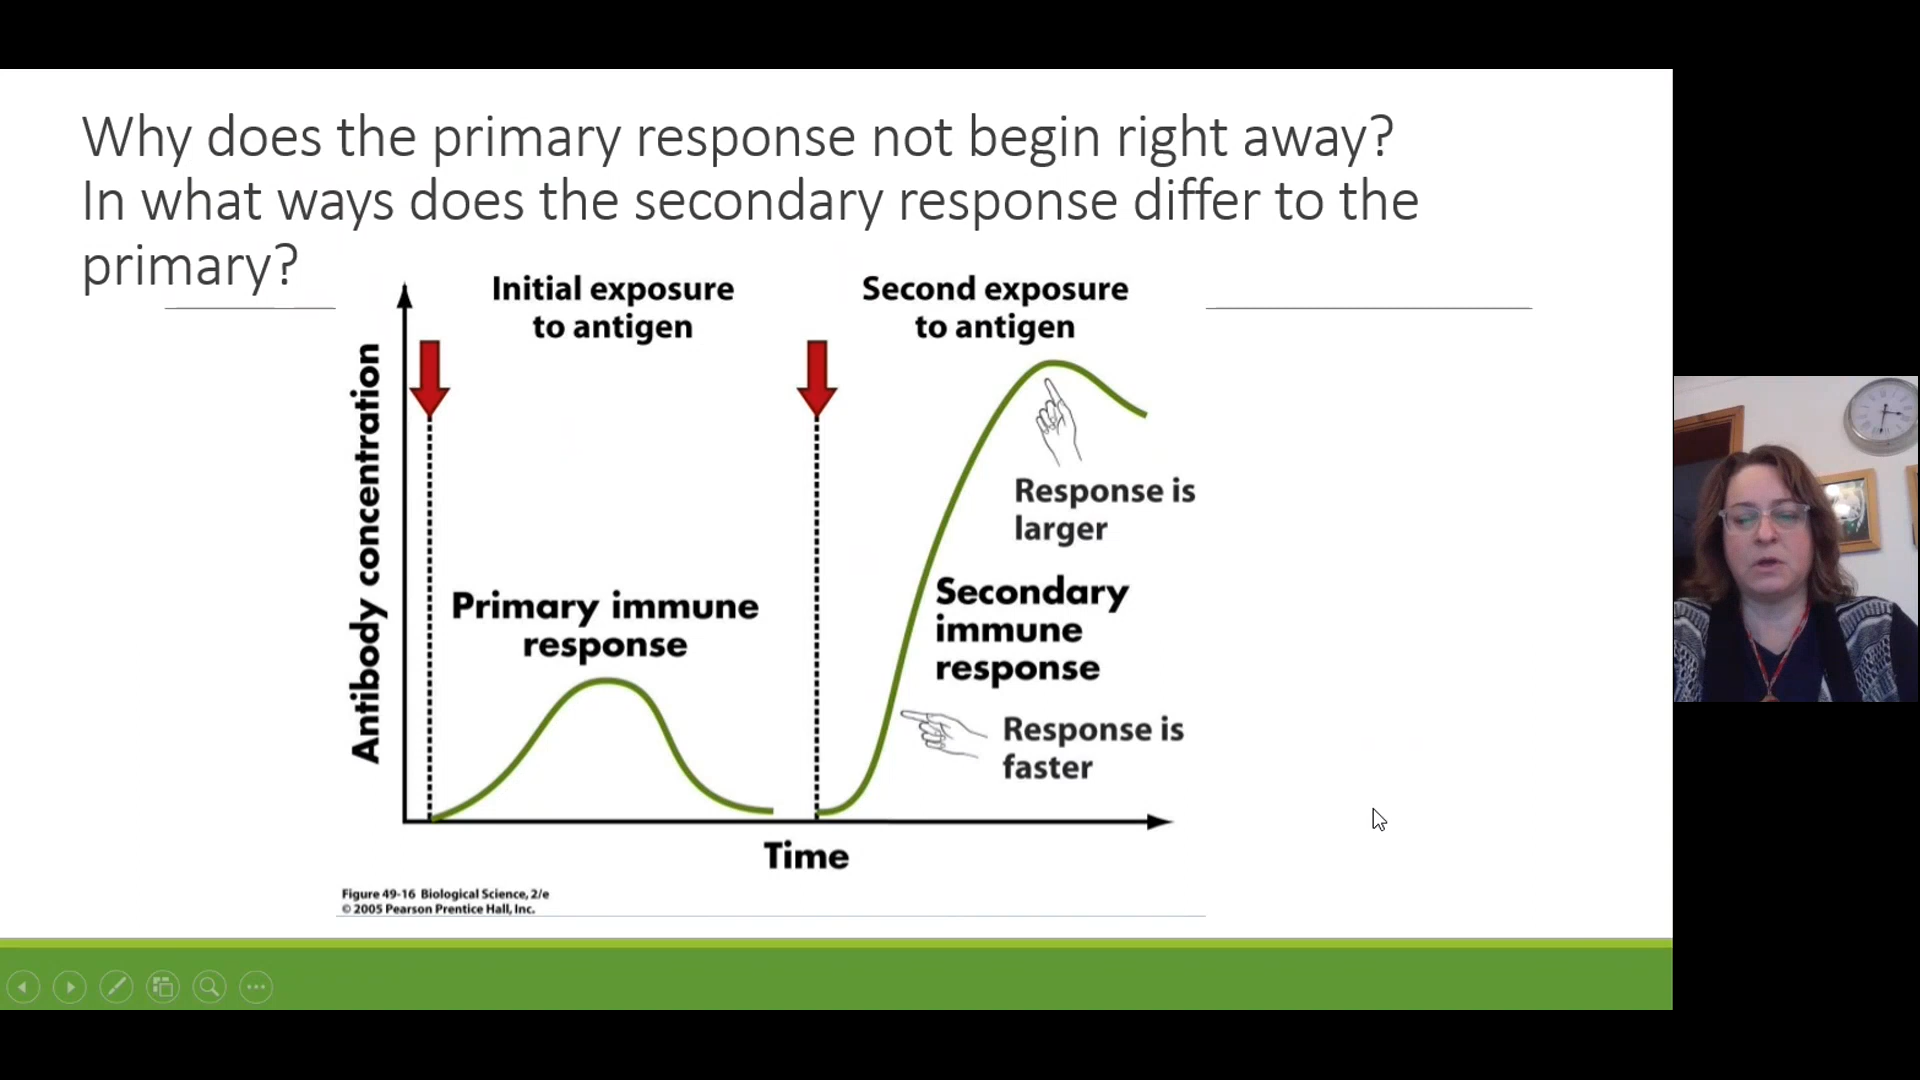 Why does the primary response not begin right away?
In what ways does the secondary response differ to the
primary?
Initial exposure
to antigen
Second exposure
to antigen
Antibody concentration
Response is
larger
Primary immune
response
Secondary
immune
response
Response is
faster
Time
Figure 49-16 Biological Science, 2/e
© 2005 Pearson Prentice Hall, Inc.